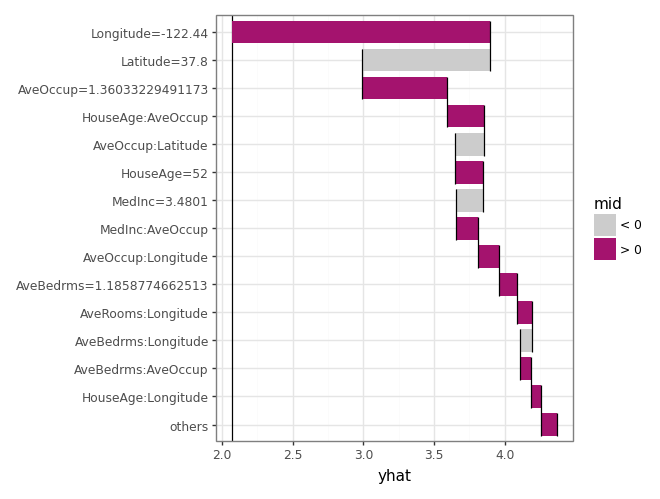 Longitude=-122.44
Latitude=37.8
AveOccup=1.36033229491173
HouseAge:AveOccup
AveOccup:Latitude
HouseAge=52
MedInc=3.4801
MedInc:AveOccup
AveOccup:Longitude
AveBedrms=1.1858774662513
AveRooms:Longitude
AveBedrms:Longitude
AveBedrms:AveOccup
HouseAge:Longitude
others
2.0 2.5 3.0 3.5 4.0
yhat
mid
< 0
> 0